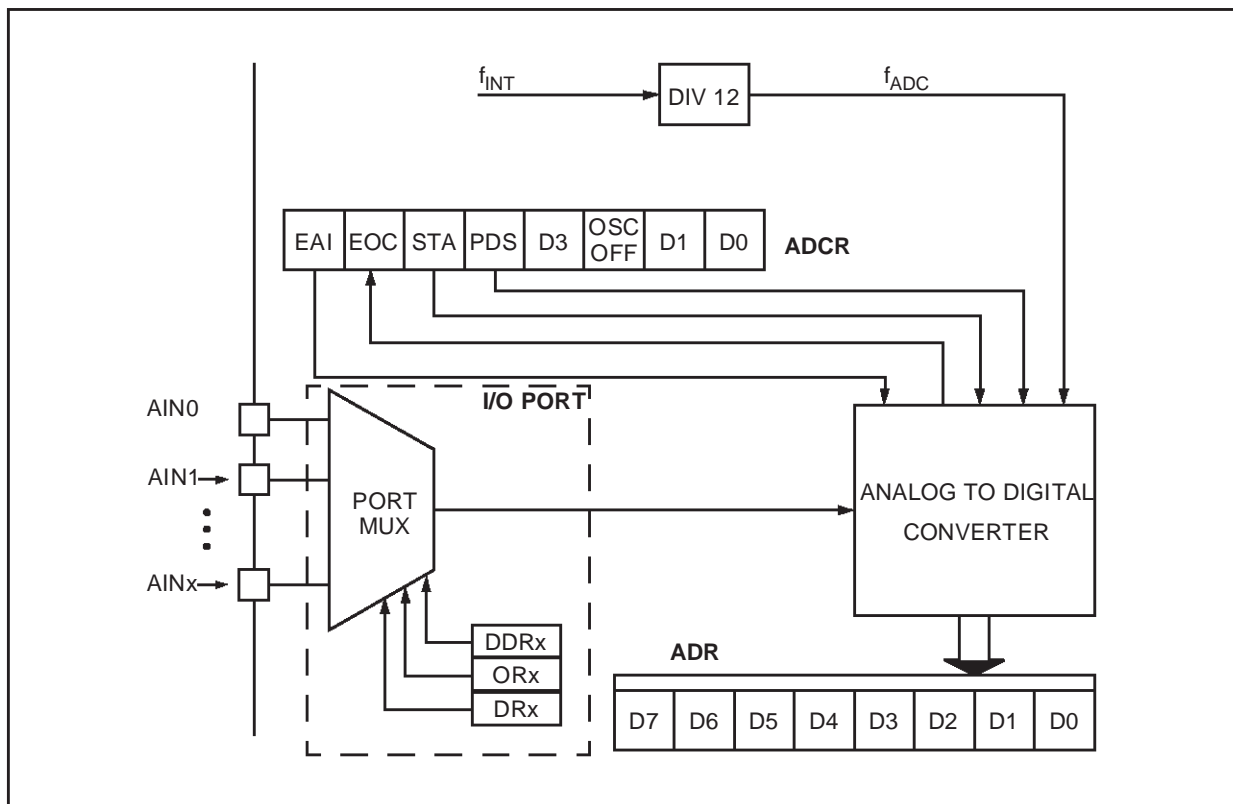 fINT
DIV 12
fADC
EAI EOC STA PDS D3 OSC OFF D1 D0
ADCR
I/O PORT
AIN0
AIN1
AINx
PORT
MUX
ANALOG TO DIGITAL
CONVERTER
DDRx
ORx
DRx
ADR
D7 D6 D5 D4 D3 D2 D1 D0